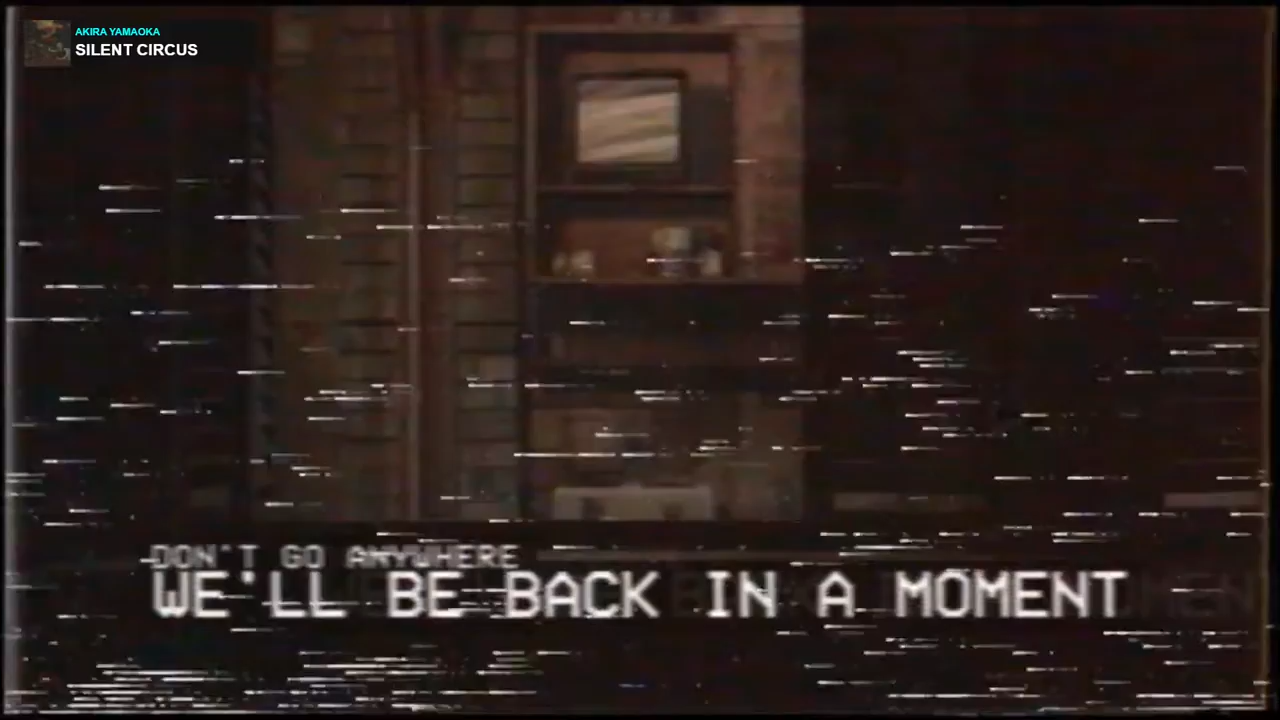 AKIRA YAMAOKA
SILENT CIRCUS
DON'T GO ANYWHERE
WE'LL BE BACK IN A MOMENT